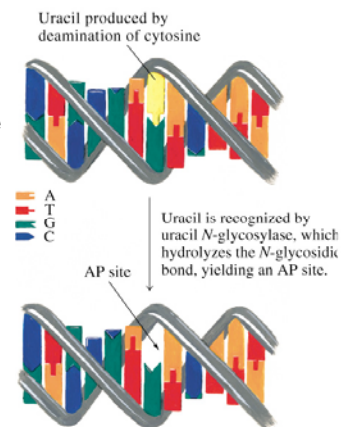 Uracil produced by
deamination of cytosine
A
T
G
C
Uracil is recognized by
uracil N-glycosylase, which
hydrolyzes the N-glycosidic
bond, yielding an AP site.
AP site